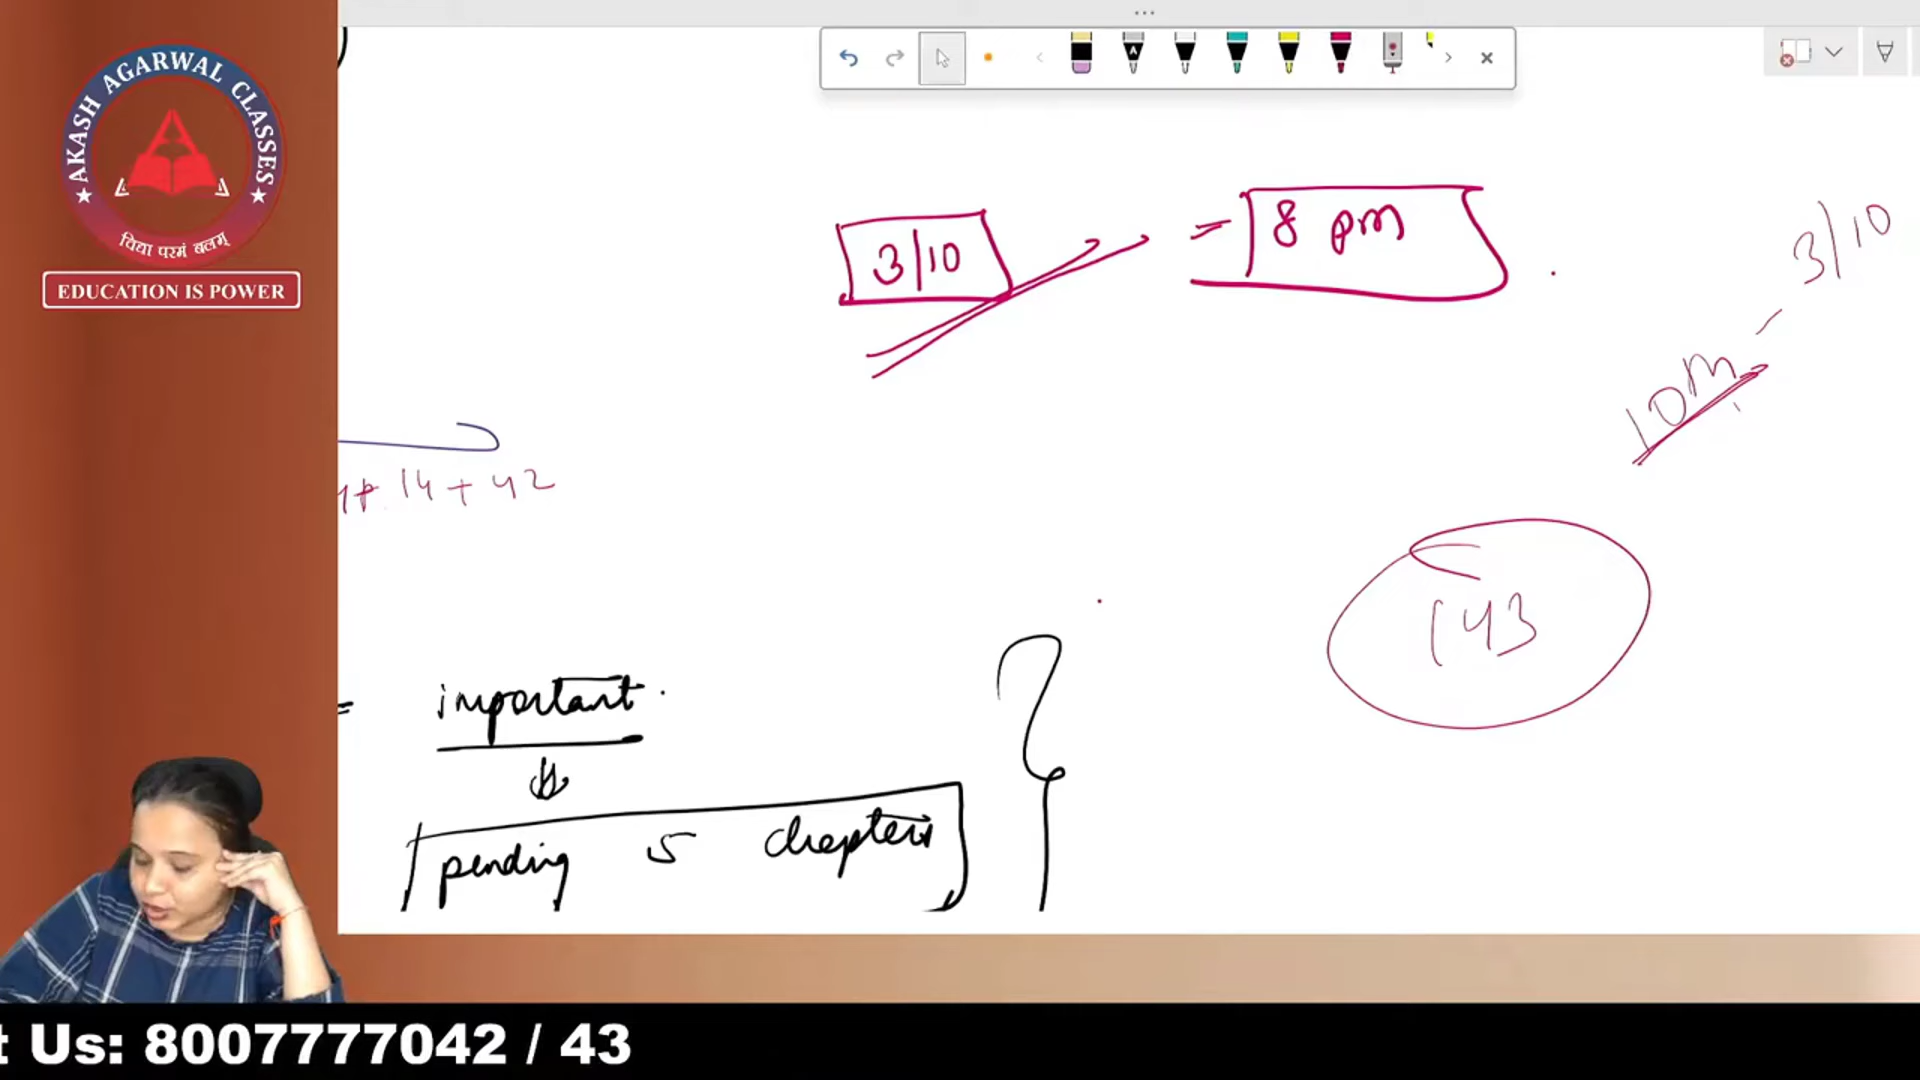 AKASH AGARWAL CLASSES
विद्या परमं बलम्
EDUCATION IS POWER
3/10 = 8 pm
3/10
10m
14 + 42
143
= important.
pending 5 chapters
t Us: 8007777042 / 43